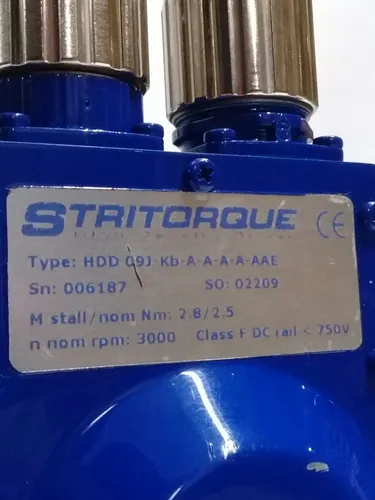 STRITORQUE CE
Type: HDD 09J Kb-A-A-A-A-AAE
Sn: 006187 SO: 02209
M stall/nom Nm: 2.8/2.5
n nom rpm: 3000 Class F DC rail < 750V